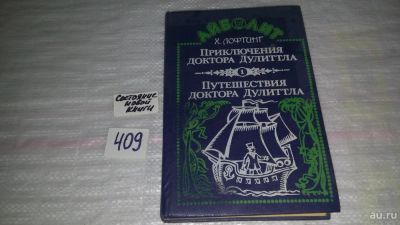 АЙБОЛИТ
Х. ЛОФТИНГ
ПРИКЛЮЧЕНИЯ
ДОКТОРА ДУЛИТТЛА
1
ПУТЕШЕСТВИЯ
ДОКТОРА ДУЛИТТЛА
Состояние
новой
книги
409
au.ru